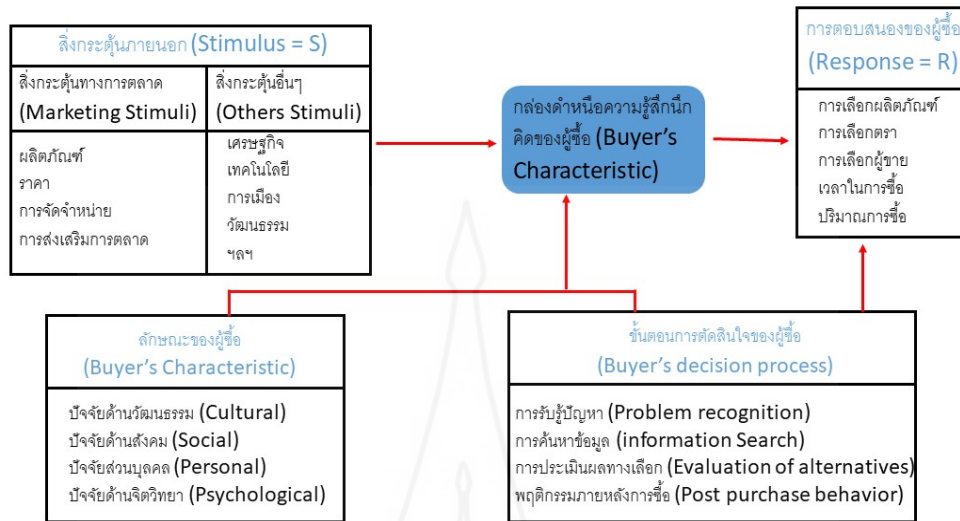 สิ่งกระตุ้นภายนอก (Stimulus = S)
สิ่งกระตุ้นทางการตลาด
(Marketing Stimuli)
ผลิตภัณฑ์
ราคา
การจัดจำหน่าย
การส่งเสริมการตลาด
สิ่งกระตุ้นอื่นๆ
(Others Stimuli)
เศรษฐกิจ
เทคโนโลยี
การเมือง
วัฒนธรรม
ฯลฯ
กล่องดำหนือความรู้สึกนึก
คิดของผู้ซื้อ (Buyer’s
Characteristic)
การตอบสนองของผู้ซื้อ
(Response = R)
การเลือกผลิตภัณฑ์
การเลือกตรา
การเลือกผู้ขาย
เวลาในการซื้อ
ปริมาณการซื้อ
ลักษณะของผู้ซื้อ
(Buyer’s Characteristic)
ปัจจัยด้านวัฒนธรรม (Cultural)
ปัจจัยด้านสังคม (Social)
ปัจจัยส่วนบุคคล (Personal)
ปัจจัยด้านจิตวิทยา (Psychological)
ขั้นตอนการตัดสินใจของผู้ซื้อ
(Buyer’s decision process)
การรับรู้ปัญหา (Problem recognition)
การค้นหาข้อมูล (information Search)
การประเมินผลทางเลือก (Evaluation of alternatives)
พฤติกรรมภายหลังการซื้อ (Post purchase behavior)